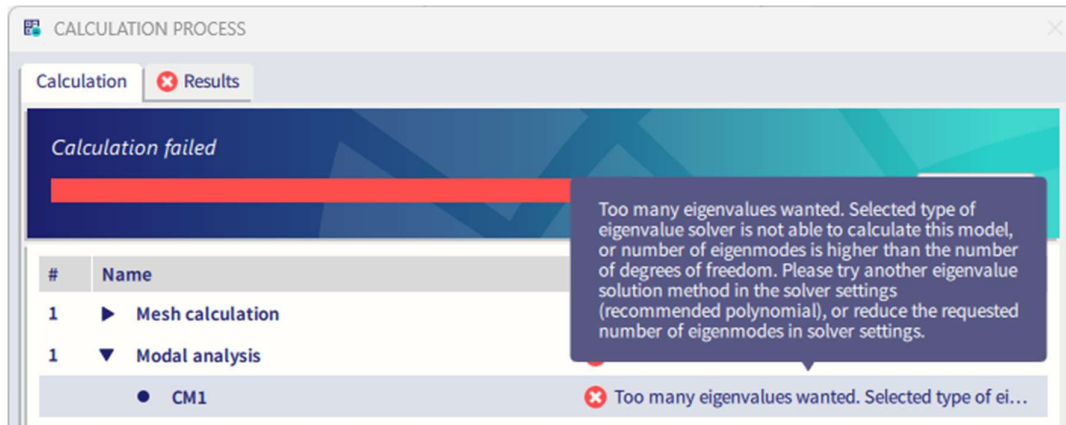 CALCULATION PROCESS
Calculation Results
Calculation failed
Too many eigenvalues wanted. Selected type of
eigenvalue solver is not able to calculate this model,
or number of eigenmodes is higher than the number
of degrees of freedom. Please try another eigenvalue
solution method in the solver settings
(recommended polynomial), or reduce the requested
number of eigenmodes in solver settings.
# Name
1 Mesh calculation
1 Modal analysis
CM1 Too many eigenvalues wanted. Selected type of ei...